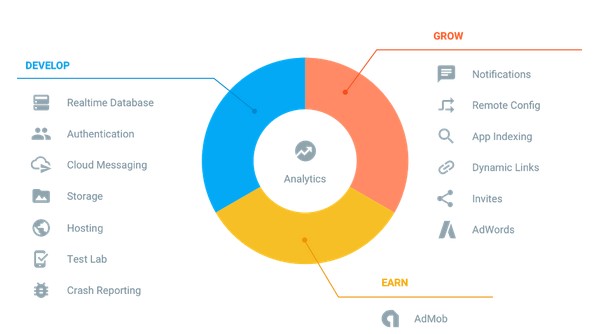 DEVELOP
Realtime Database
Authentication
Cloud Messaging
Storage
Hosting
Test Lab
Crash Reporting
Analytics
GROW
Notifications
Remote Config
App Indexing
Dynamic Links
Invites
AdWords
EARN
AdMob